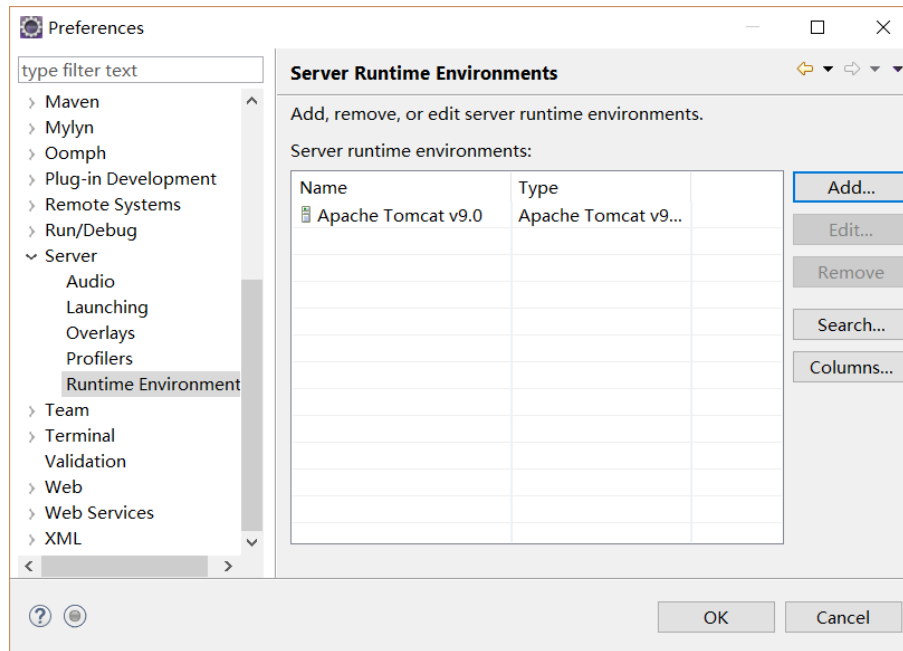 Preferences
type filter text
Maven
Mylyn
Oomph
Plug-in Development
Remote Systems
Run/Debug
Server
Audio
Launching
Overlays
Profilers
Runtime Environment
Team
Terminal
Validation
Web
Web Services
XML
Server Runtime Environments
Add, remove, or edit server runtime environments.
Server runtime environments:
Name Type
Apache Tomcat v9.0 Apache Tomcat v9...
Add...
Edit...
Remove
Search...
Columns...
?
OK Cancel